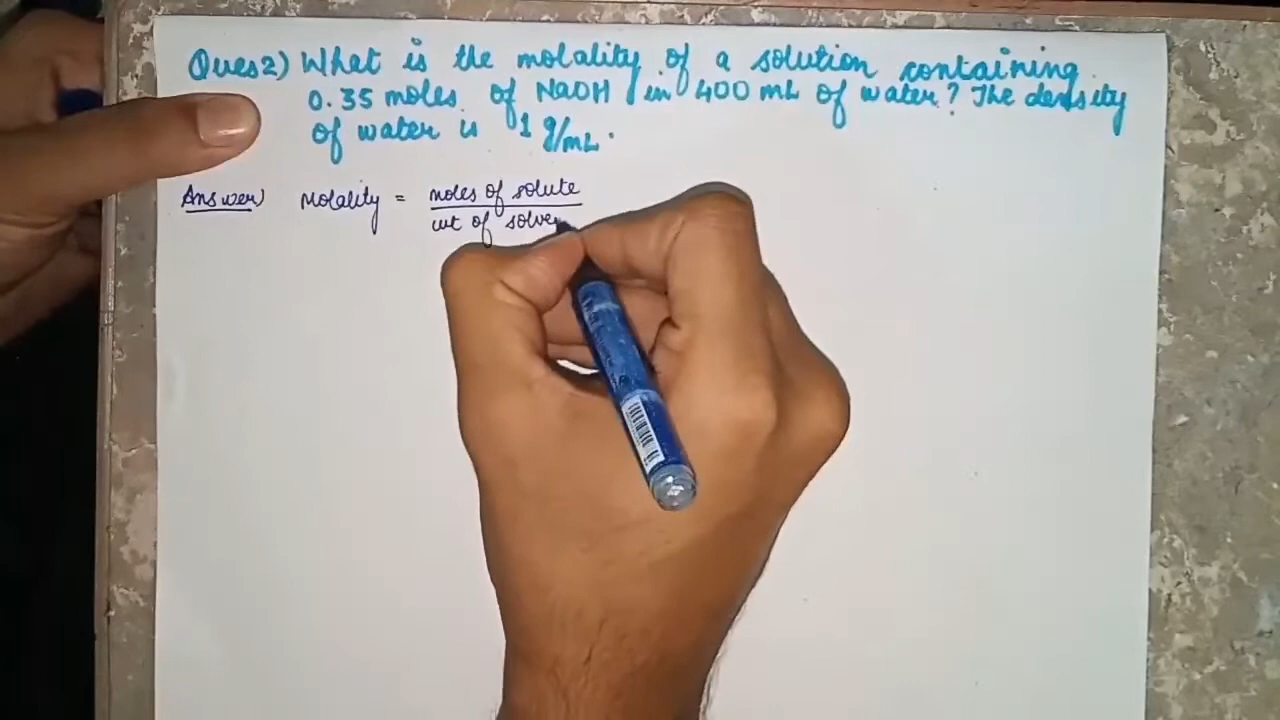 Ques2) What is the molality of a solution containing
0.35 moles of NaOH in 400 mL of water? The density
of water is 1 g/mL.
Answer) Molality = moles of solute
wt of solven